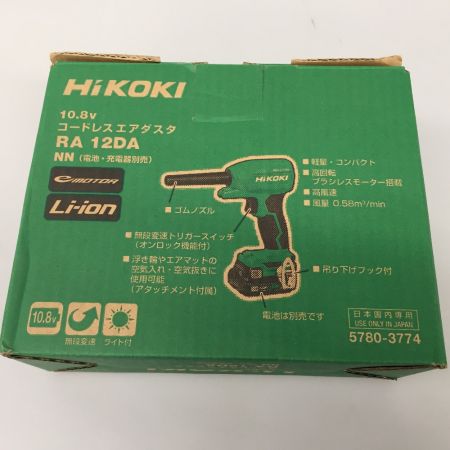 HiKOKI
10.8v
コードレスエアダスタ
RA 12DA
NN (電池・充電器別売)
eMOTOR
Li-ion
HiKOKI
■ ゴムノズル
■ 軽量・コンパクト
■ 高回転
ブラシレスモーター搭載
■ 高風速
■ 風量 0.58m³/min
■ 無段変速トリガースイッチ
(オンロック機能付)
■ 浮き輪やエアマットの
空気入れ・空気抜きに
使用可能
(アタッチメント付属)
■ 吊り下げフック付
電池は別売です
10.8v
無段変速
ライト付
日本国内専用
USE ONLY IN JAPAN
5780-3774